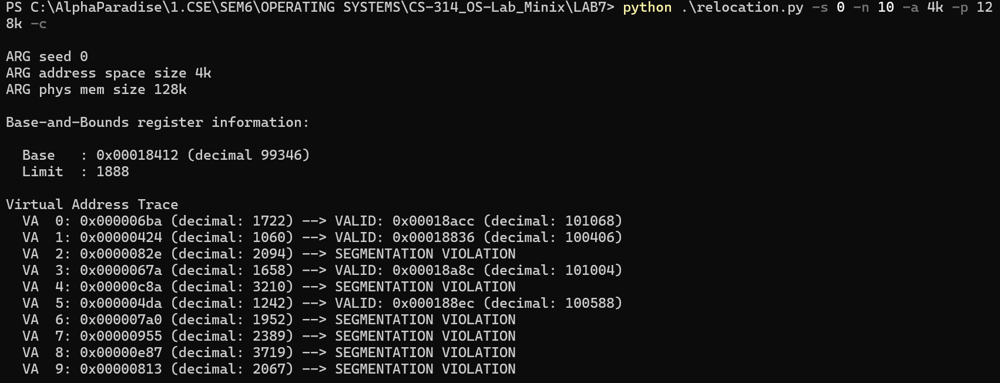 PS C:\AlphaParadise\1.CSE\SEM6\OPERATING SYSTEMS\CS-314_OS-Lab_Minix\LAB7> python .\relocation.py -s 0 -n 10 -a 4k -p 12
8k -c
ARG seed 0
ARG address space size 4k
ARG phys mem size 128k
Base-and-Bounds register information:
  Base   : 0x00018412 (decimal 99346)
  Limit  : 1888
Virtual Address Trace
  VA  0: 0x000006ba (decimal: 1722) --> VALID: 0x00018acc (decimal: 101068)
  VA  1: 0x00000424 (decimal: 1060) --> VALID: 0x00018836 (decimal: 100406)
  VA  2: 0x0000082e (decimal: 2094) --> SEGMENTATION VIOLATION
  VA  3: 0x0000067a (decimal: 1658) --> VALID: 0x00018a8c (decimal: 101004)
  VA  4: 0x00000c8a (decimal: 3210) --> SEGMENTATION VIOLATION
  VA  5: 0x000004da (decimal: 1242) --> VALID: 0x000188ec (decimal: 100588)
  VA  6: 0x000007a0 (decimal: 1952) --> SEGMENTATION VIOLATION
  VA  7: 0x00000955 (decimal: 2389) --> SEGMENTATION VIOLATION
  VA  8: 0x00000e87 (decimal: 3719) --> SEGMENTATION VIOLATION
  VA  9: 0x00000813 (decimal: 2067) --> SEGMENTATION VIOLATION